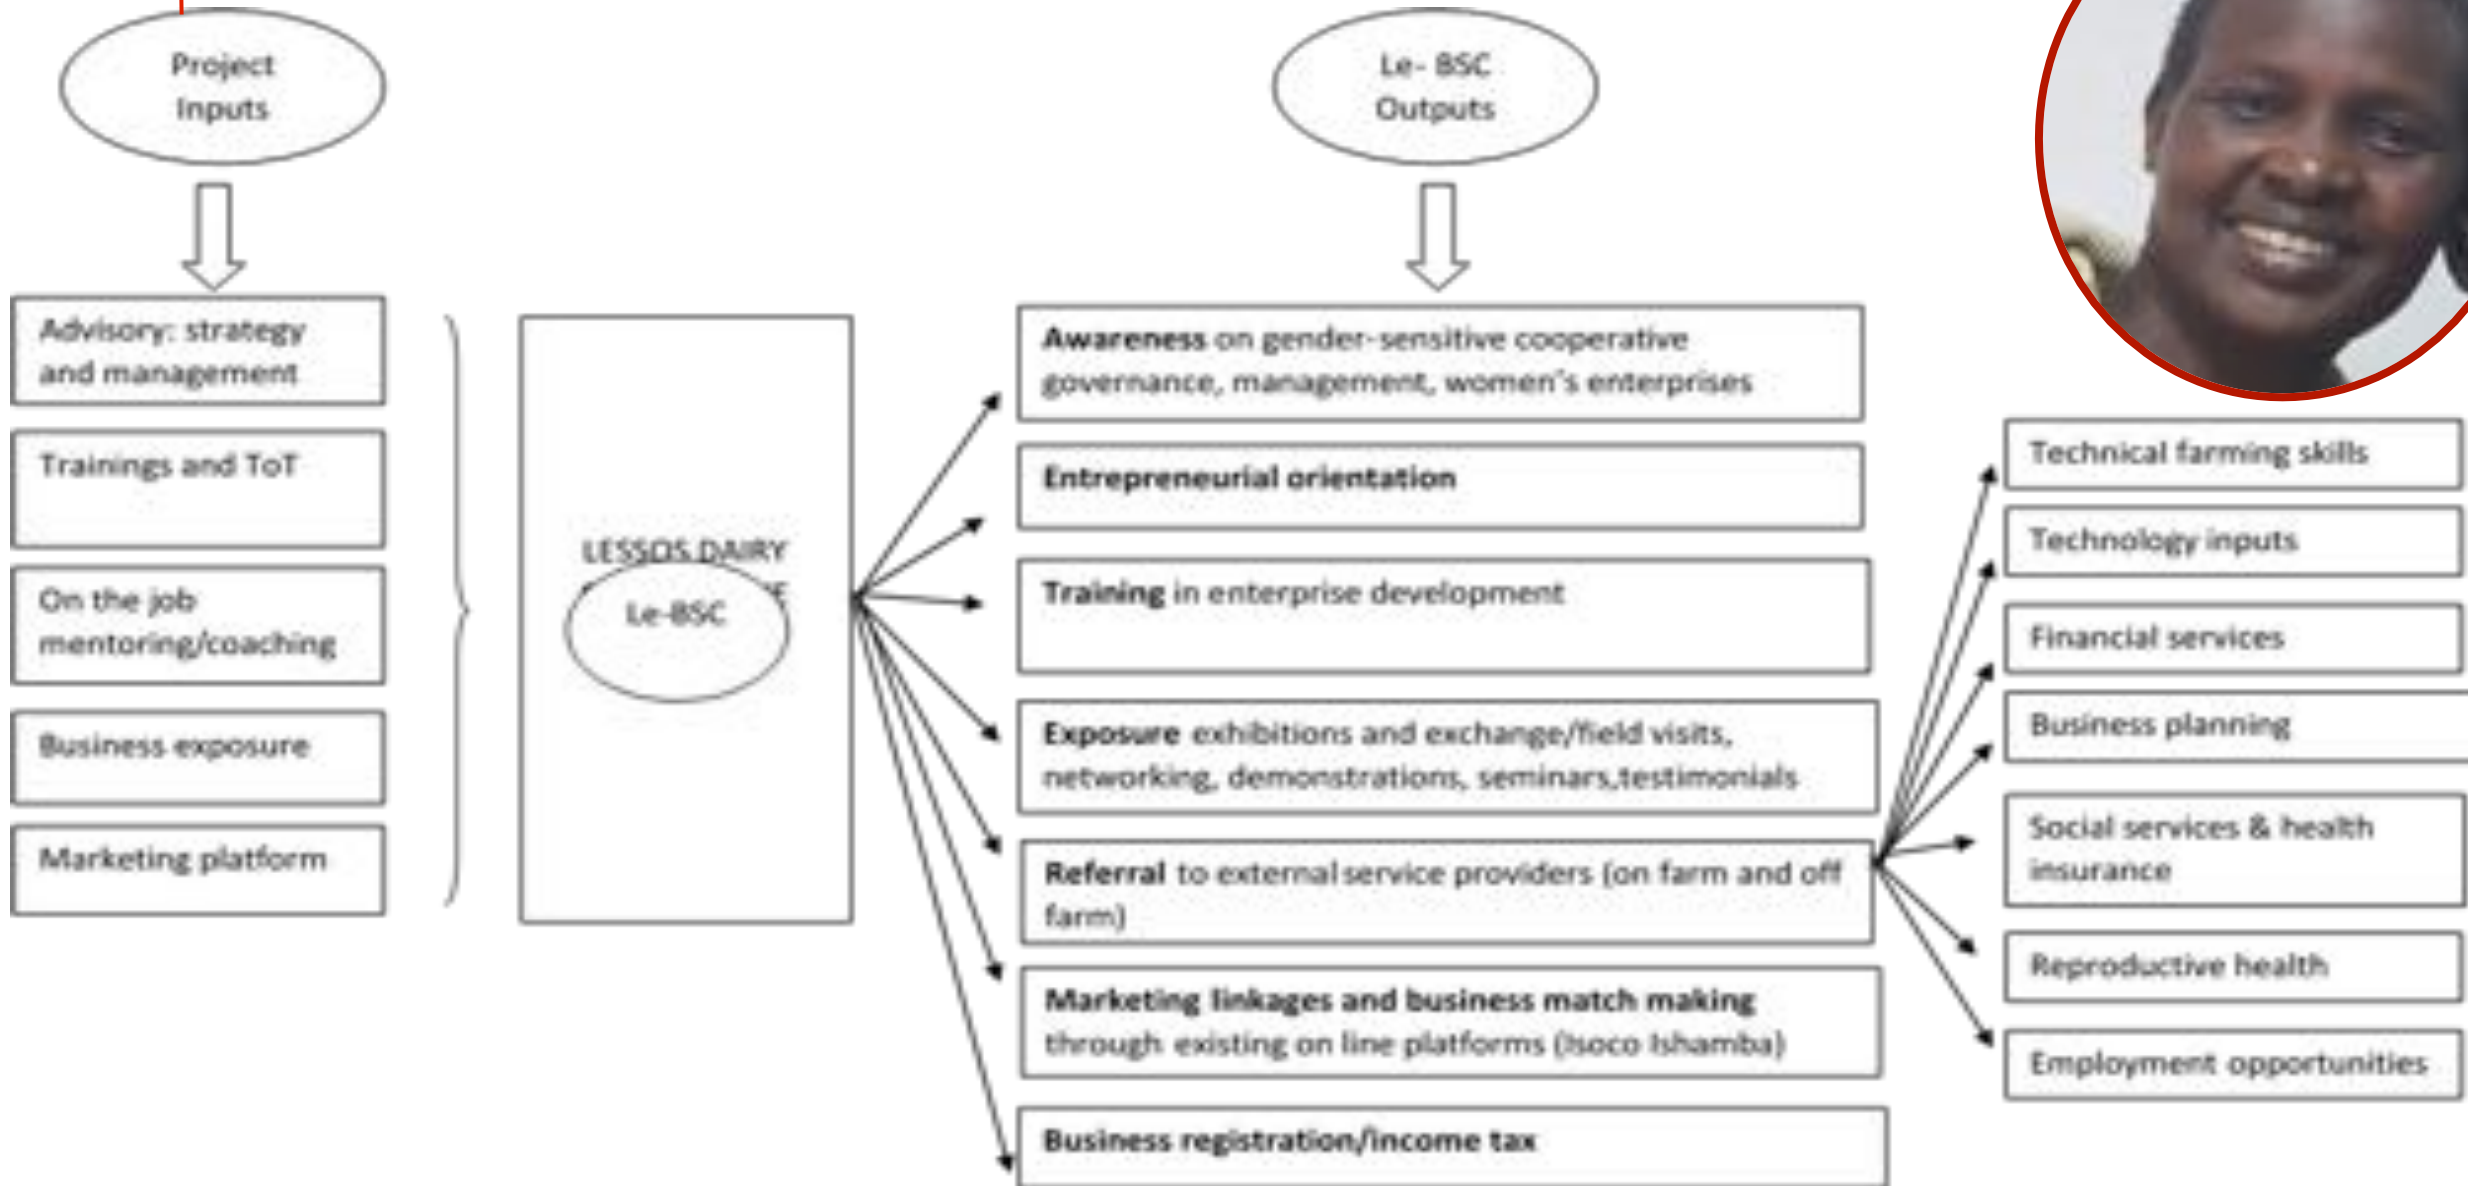 Project
Inputs
Advisory: strategy
and management
Trainings and ToT
On the job
mentoring/coaching
Business exposure
Marketing platform
LESSOS DAIRY
Le-BSC
Le- BSC
Outputs
Awareness on gender-sensitive cooperative
governance, management, women's enterprises
Entrepreneurial orientation
Training in enterprise development
Exposure exhibitions and exchange/field visits,
networking, demonstrations, seminars,testimonials
Referral to external service providers (on farm and off
farm)
Marketing linkages and business match making
through existing on line platforms (Isoco Ishamba)
Business registration/income tax
Technical farming skills
Technology inputs
Financial services
Business planning
Social services & health
insurance
Reproductive health
Employment opportunities